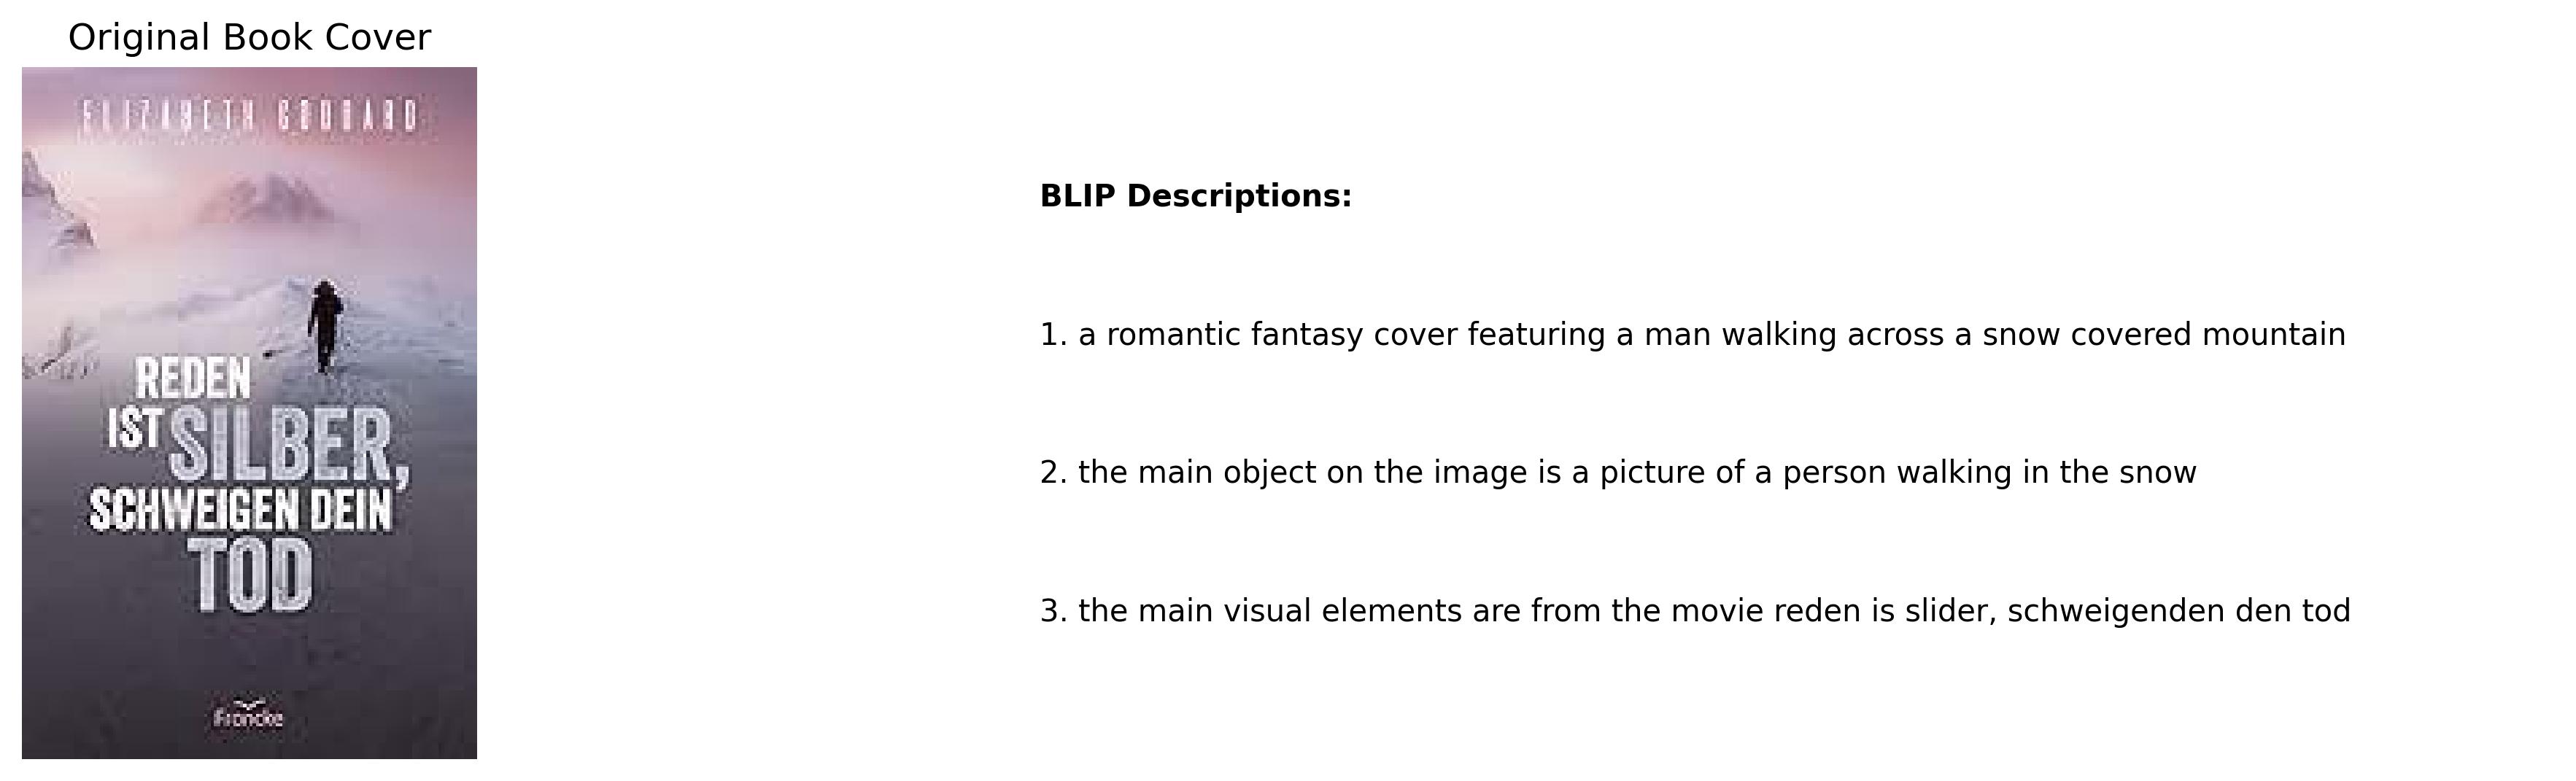 Original Book Cover
ELIZABETH GODDARD
REDEN
IST SILBER,
SCHWEIGEN DEIN
TOD
Francke
BLIP Descriptions:
1. a romantic fantasy cover featuring a man walking across a snow covered mountain
2. the main object on the image is a picture of a person walking in the snow
3. the main visual elements are from the movie reden is slider, schweigenden den tod